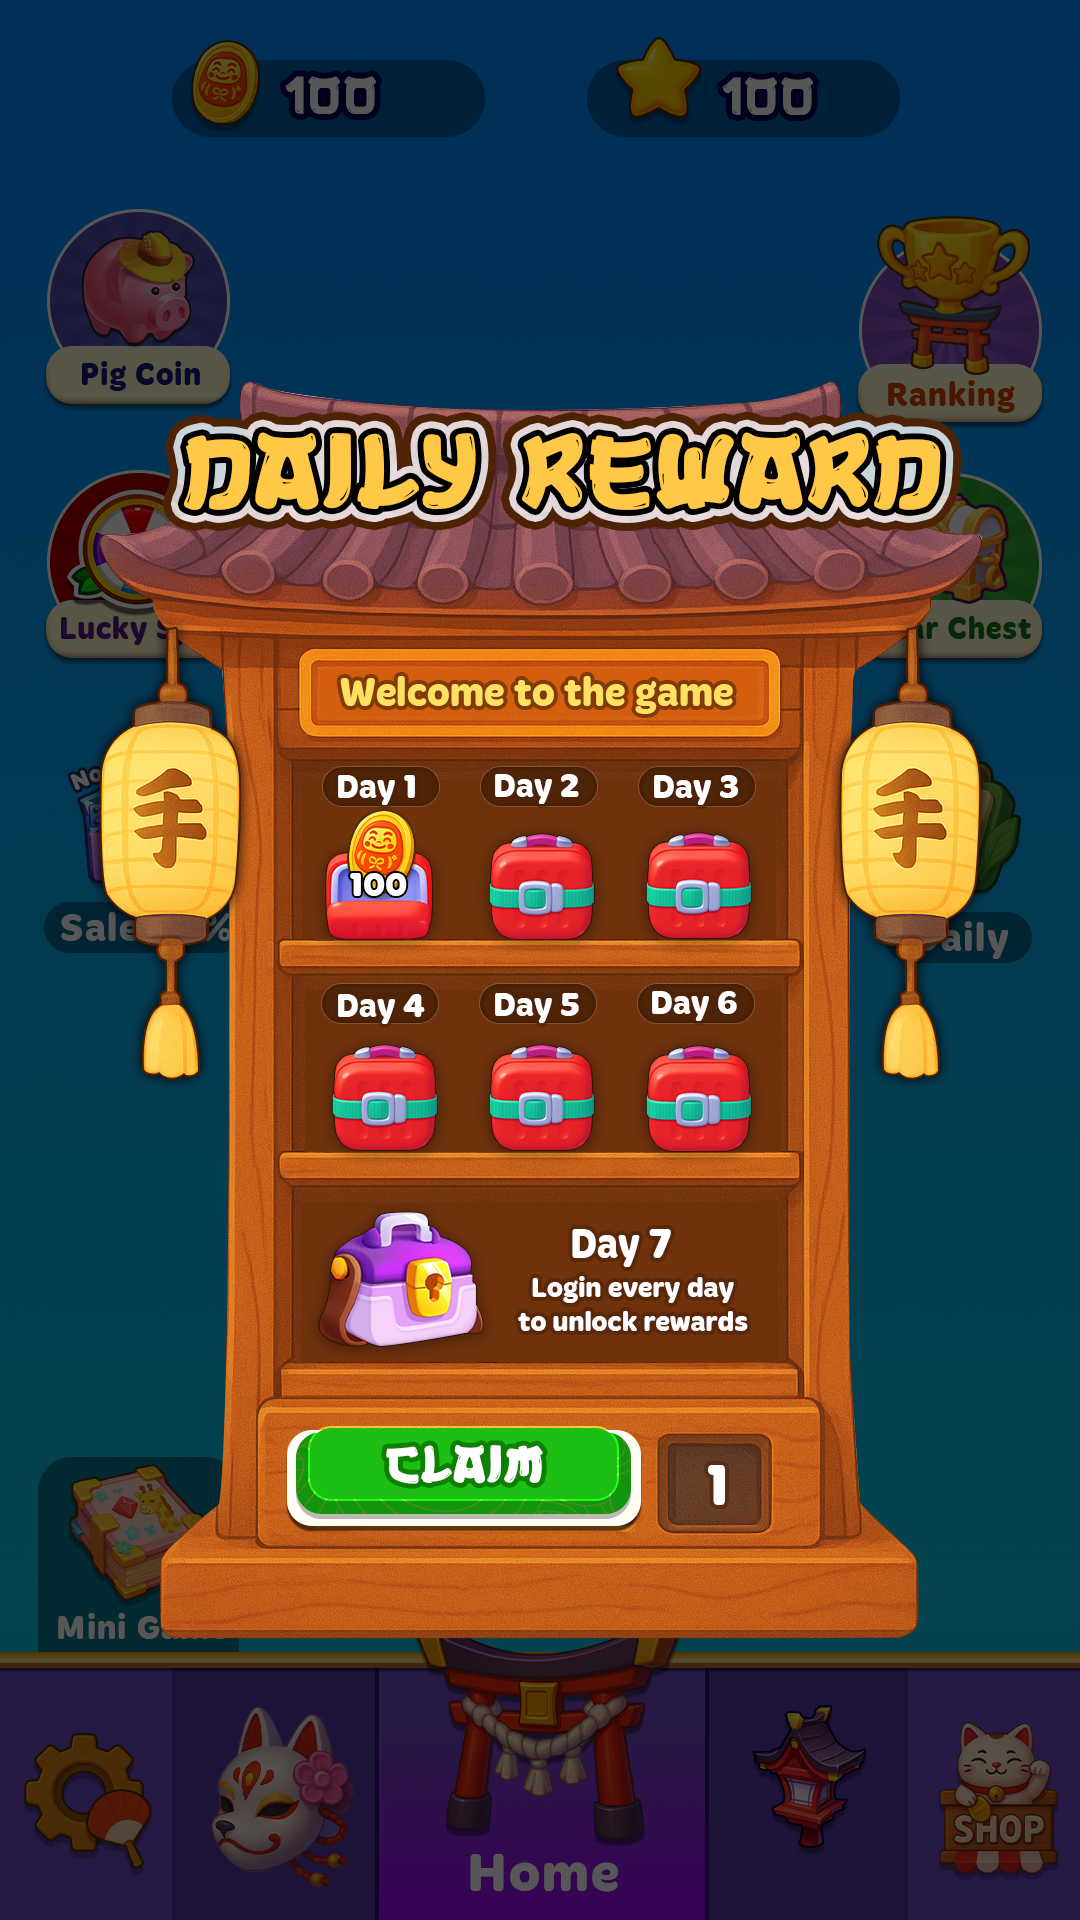 100
100
Pig Coin
Ranking
DAILY REWARD
Lucky
Chest
Welcome to the game
手
手
Day 1
Day 2
Day 3
100
No
Sale
%
Day 4
Day 5
Day 6
Day 7
Login every day
to unlock rewards
CLAIM
1
Mini
Home
SHOP